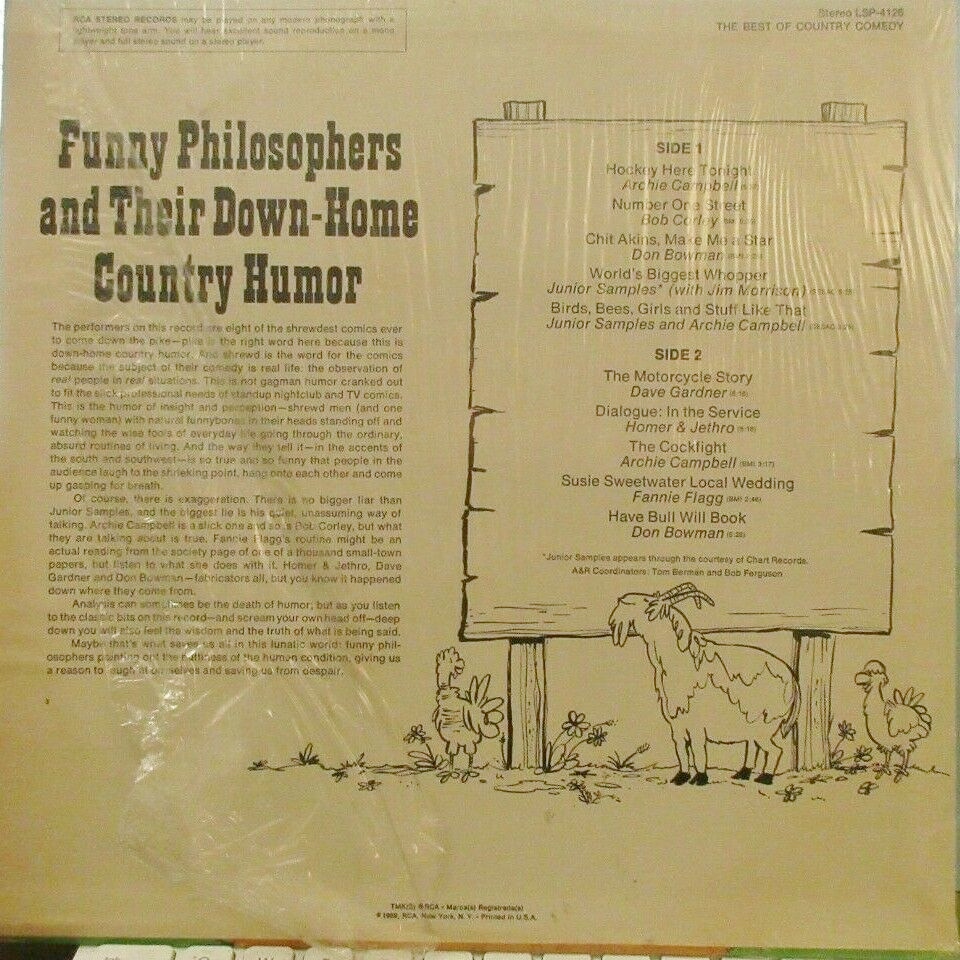 RCA STEREO RECORDS may be played on any modern phonograph with a
lightweight tone arm. You will hear excellent sound reproduction on a mono
player and full stereo sound on a stereo player.
Stereo LSP-4126
THE BEST OF COUNTRY COMEDY
Funny Philosophers
and Their Down-Home
Country Humor
The performers on this record are eight of the shrewdest comics ever
to come down the pike—pike is the right word here because this is
down-home country humor. And shrewd is the word for the comics
because the subject of their comedy is real life: the observation of
real people in real situations. This is not gagman humor cranked out
to fit the slick professional needs of standup nightclub and TV comics.
This is the humor of insight and perception—shrewd men (and one
funny woman) with natural funnybones in their heads standing off and
watching the wise fools of everyday life going through the ordinary,
absurd routines of living. And the way they tell it—in the accents of
the south and southwest—is so true and so funny that people in the
audience laugh to the shrieking point, hang onto each other and come
up gasping for breath.
Of course, there is exaggeration. There is no bigger liar than
Junior Samples, and the biggest lie is his quiet, unassuming way of
talking. Archie Campbell is a slick one and so is Bob Corley, but what
they are talking about is true. Fannie Flagg's routine might be an
actual reading from the society page of one of a thousand small-town
papers, but listen to what she does with it. Homer & Jethro, Dave
Gardner and Don Bowman—fabricators all, but you know it happened
down where they come from.
Analysis can sometimes be the death of humor; but as you listen
to the classic bits on this record—and scream your own head off—deep
down you will also feel the wisdom and the truth of what is being said.
Maybe that's what saves us all in this lunatic world: funny phil-
osophers pointing out the nuttiness of the human condition, giving us
a reason to laugh at ourselves and saving us from despair.
SIDE 1
Hockey Here Tonight
Archie Campbell
Number One Street
Bob Corley
Chit Akins, Make Me a Star
Don Bowman
World's Biggest Whopper
Junior Samples* (with Jim Morrison)
Birds, Bees, Girls and Stuff Like That
Junior Samples and Archie Campbell
SIDE 2
The Motorcycle Story
Dave Gardner
Dialogue: In the Service
Homer & Jethro
The Cockfight
Archie Campbell (BMI 3:17)
Susie Sweetwater Local Wedding
Fannie Flagg (BMI 2:46)
Have Bull Will Book
Don Bowman
*Junior Samples appears through the courtesy of Chart Records.
A&R Coordinators: Tom Berman and Bob Ferguson
TMK(S) ® RCA • Marca(s) Registrada(s)
© 1969, RCA, New York, N. Y. • Printed in U.S.A.